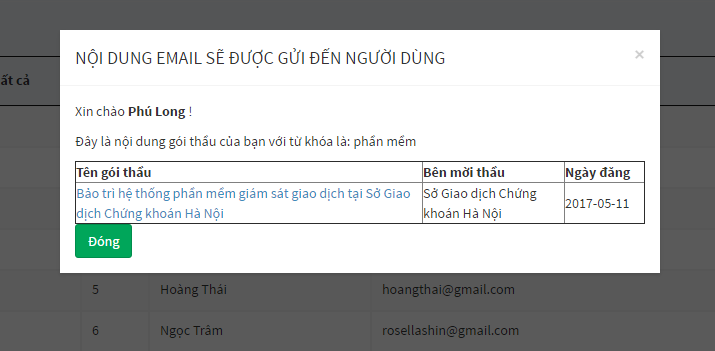 NỘI DUNG EMAIL SẼ ĐƯỢC GỬI ĐẾN NGƯỜI DÙNG
×
ất cả
Xin chào Phú Long !
Đây là nội dung gói thầu của bạn với từ khóa là: phần mềm
Tên gói thầu Bên mời thầu Ngày đăng
Bảo trì hệ thống phần mềm giám sát giao dịch tại Sở Giao
dịch Chứng khoán Hà Nội
Sở Giao dịch Chứng
khoán Hà Nội
2017-05-11
Đóng
5 Hoàng Thái hoangthai@gmail.com
6 Ngọc Trâm rosellashin@gmail.com